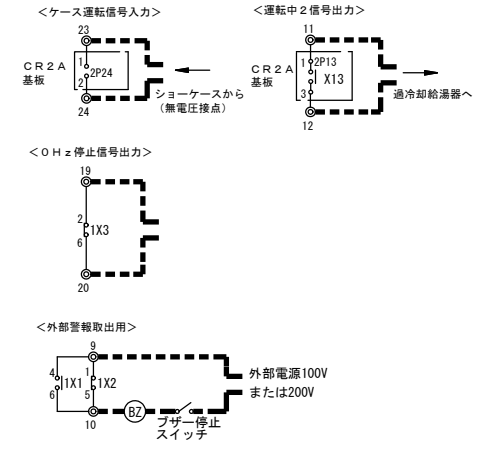 <ケース運転信号入力>
23
CR2A
基板
1
2P24
2
24
ショーケースから
(無電圧接点)
<運転中2信号出力>
11
CR2A
基板
1
2P13
X13
3
12
過冷却給湯器へ
<0Hz停止信号出力>
19
2
1X3
6
20
<外部警報取出用>
9
4
1X1
6
1
1X2
5
10
BZ
ブザー停止
スイッチ
外部電源100V
または200V